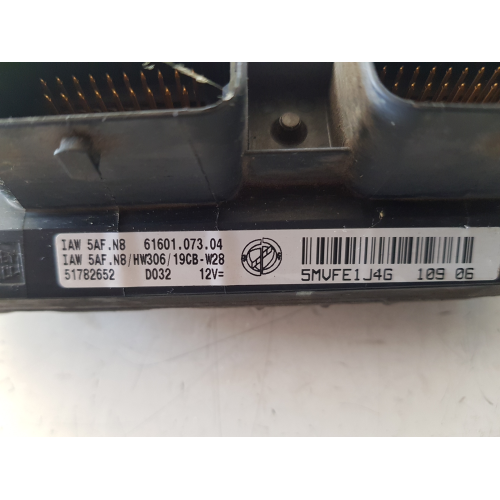 IAW 5AF.N8 61601.073.04
IAW 5AF.N8/HW306/19CB-W28
51782652 D032 12V=
5MVFE1J4G 109 06